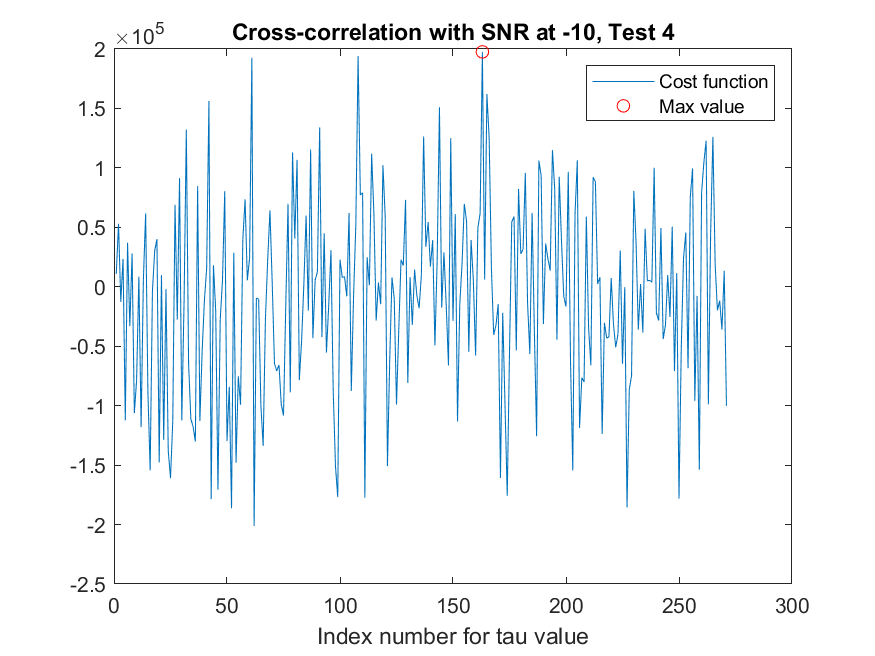 ×10⁵
Cross-correlation with SNR at -10, Test 4
2
1.5
1
0.5
0
-0.5
-1
-1.5
-2
-2.5
Cost function
Max value
0 50 100 150 200 250 300
Index number for tau value